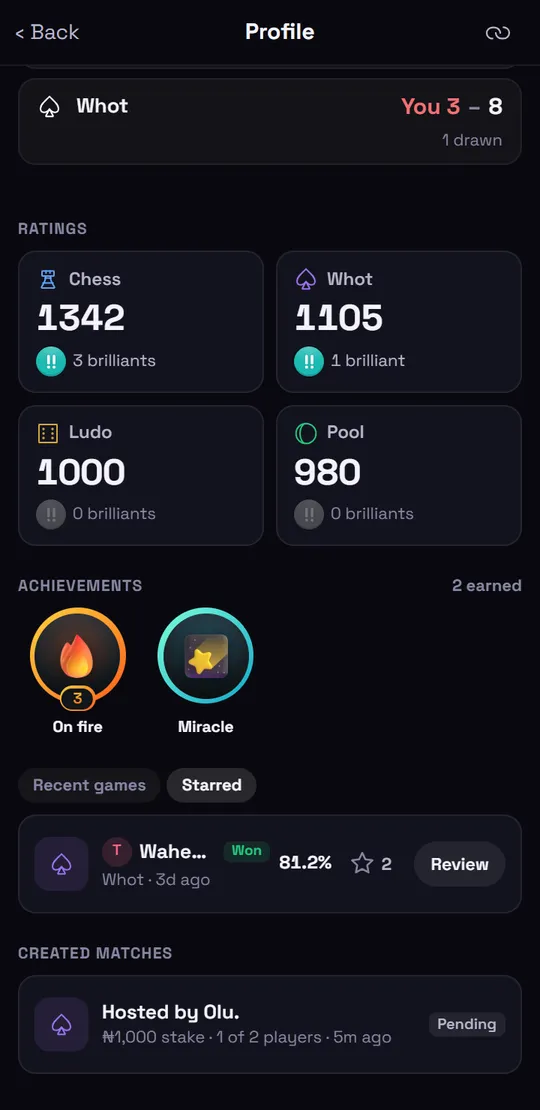 < Back
Profile
Whot
You 3 – 8
1 drawn
RATINGS
Chess
1342
!! 3 brilliants
Whot
1105
!! 1 brilliant
Ludo
1000
!! 0 brilliants
Pool
980
!! 0 brilliants
ACHIEVEMENTS
2 earned
3
On fire
Miracle
Recent games
Starred
T Wahe... Won
Whot · 3d ago
81.2%
2
Review
CREATED MATCHES
Hosted by Olu.
₦1,000 stake · 1 of 2 players · 5m ago
Pending